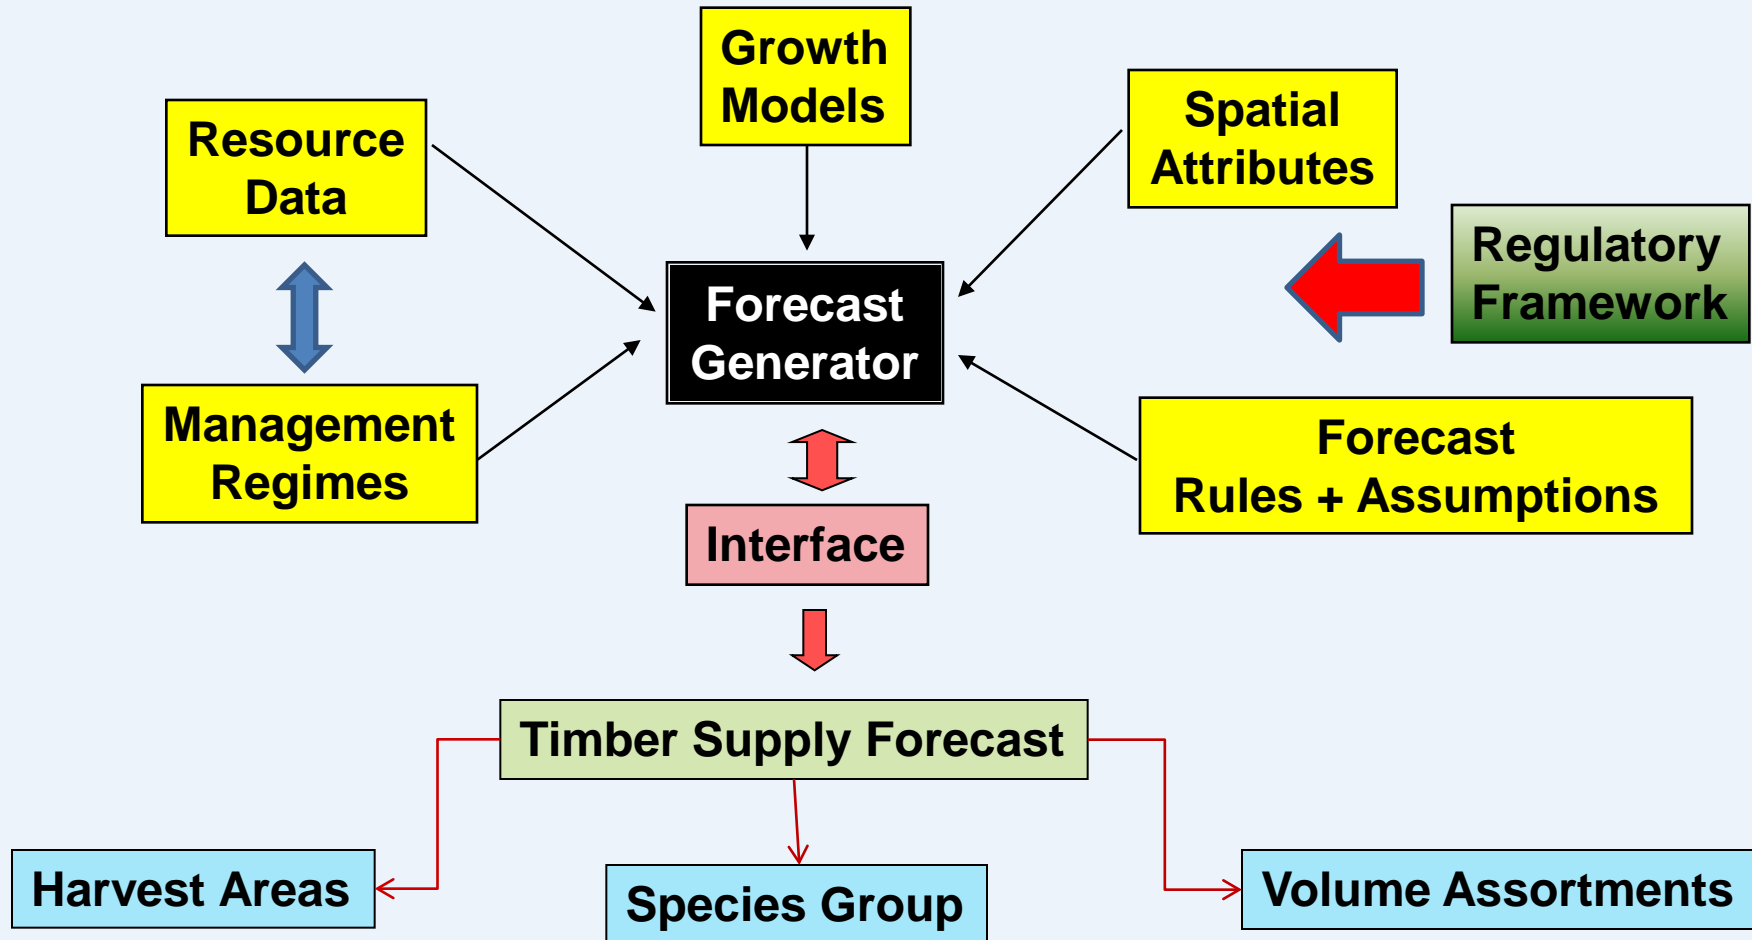 Growth
Models
Resource
Data
Spatial
Attributes
Regulatory
Framework
Forecast
Generator
Management
Regimes
Forecast
Rules + Assumptions
Interface
Timber Supply Forecast
Harvest Areas
Species Group
Volume Assortments